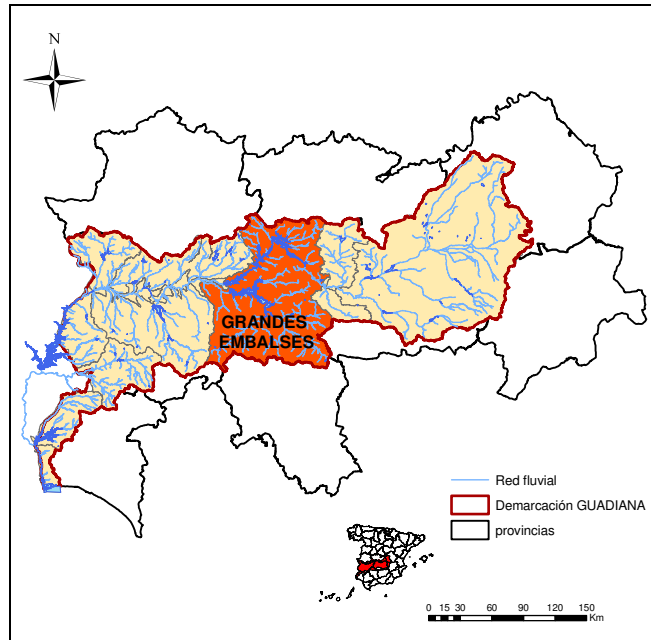 N
GRANDES
EMBALSES
Red fluvial
Demarcación GUADIANA
provincias
0 15 30 60 90 120 150
Km